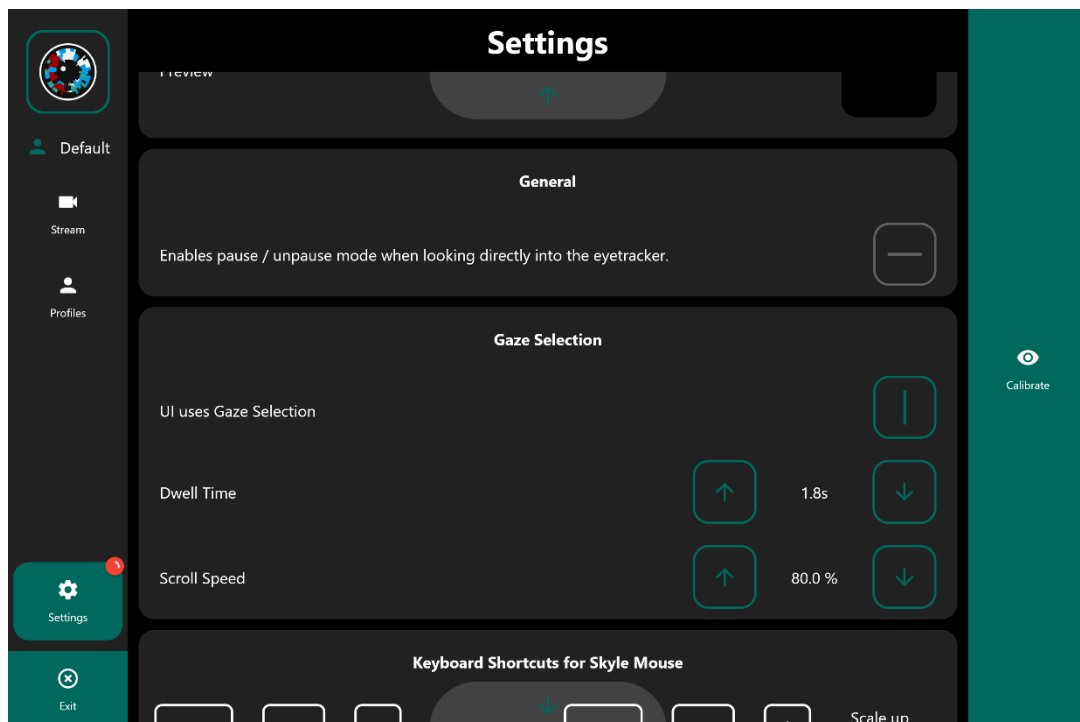 Settings
Default
Stream
Profiles
Settings
Exit
Preview
General
Enables pause / unpause mode when looking directly into the eyetracker.
Gaze Selection
UI uses Gaze Selection
Dwell Time
1.8s
Scroll Speed
80.0 %
Keyboard Shortcuts for Skyle Mouse
Scale up
Calibrate